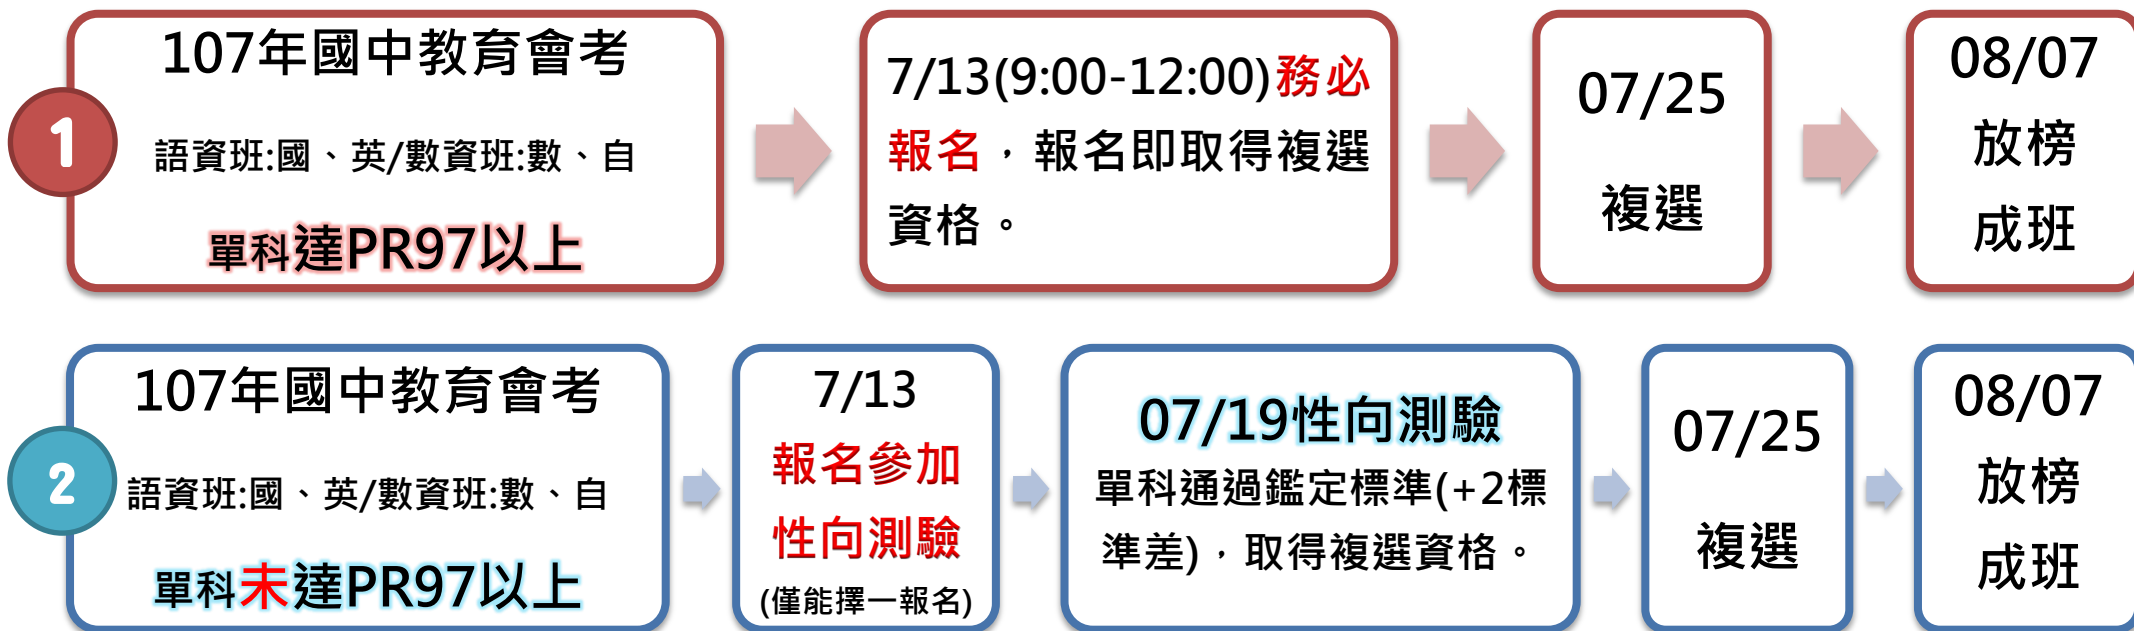 1
107年國中教育會考
語資班:國、英/數資班:數、自
單科達PR97以上
7/13(9:00-12:00)務必
報名，報名即取得複選
資格。
07/25
複選
08/07
放榜
成班
2
107年國中教育會考
語資班:國、英/數資班:數、自
單科未達PR97以上
7/13
報名參加
性向測驗
(僅能擇一報名)
07/19性向測驗
單科通過鑑定標準(+2標
準差)，取得複選資格。
07/25
複選
08/07
放榜
成班